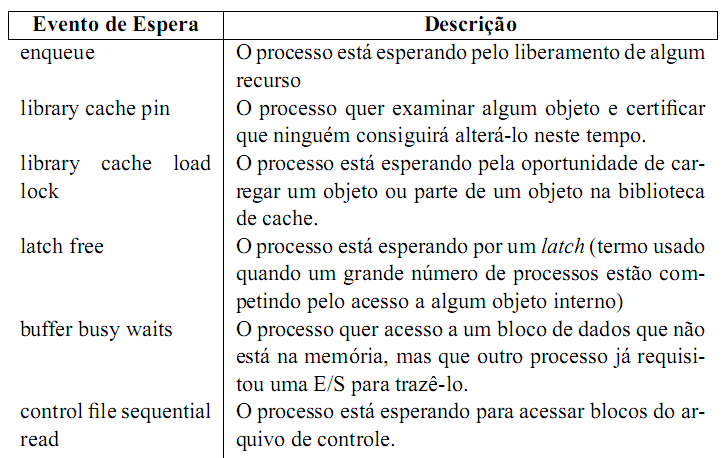 Evento de Espera Descrição
enqueue O processo está esperando pelo liberamento de algum
recurso
library cache pin O processo quer examinar algum objeto e certificar
que ninguém consiguirá alterá-lo neste tempo.
library cache load O processo está esperando pela oportunidade de car-
lock regar um objeto ou parte de um objeto na biblioteca
de cache.
latch free O processo está esperando por um latch (termo usado
quando um grande número de processos estão com-
petindo pelo acesso a algum objeto interno)
buffer busy waits O processo quer acesso a um bloco de dados que não
está na memória, mas que outro processo já requisi-
tou uma E/S para trazê-lo.
control file sequential O processo está esperando para acessar blocos do ar-
read quivo de controle.